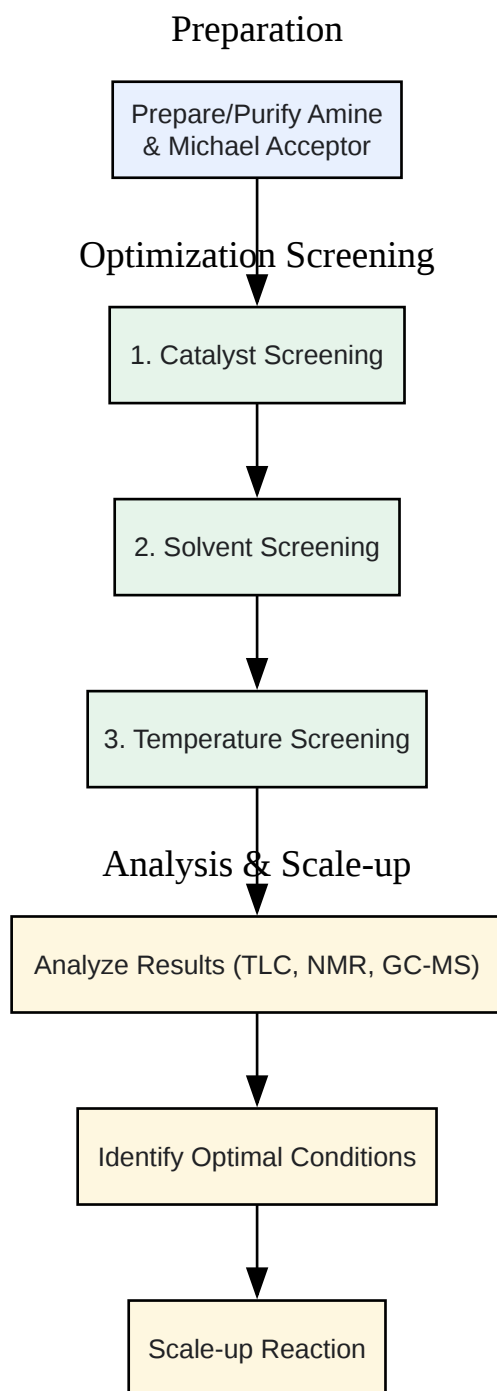 Preparation
Prepare/Purify Amine
& Michael Acceptor
Optimization Screening
1. Catalyst Screening
2. Solvent Screening
3. Temperature Screening
Analysis & Scale-up
Analyze Results (TLC, NMR, GC-MS)
Identify Optimal Conditions
Scale-up Reaction